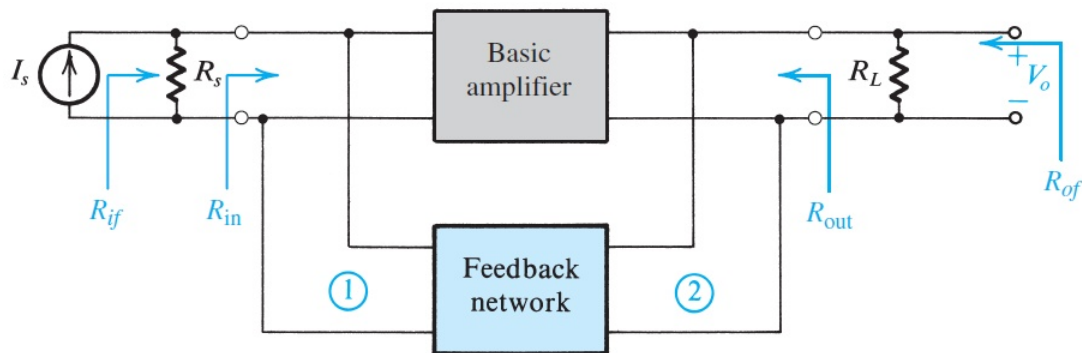 I_s
R_s
R_if
R_in
Basic
amplifier
R_L
+
V_o
−
R_out
R_of
1
Feedback
network
2